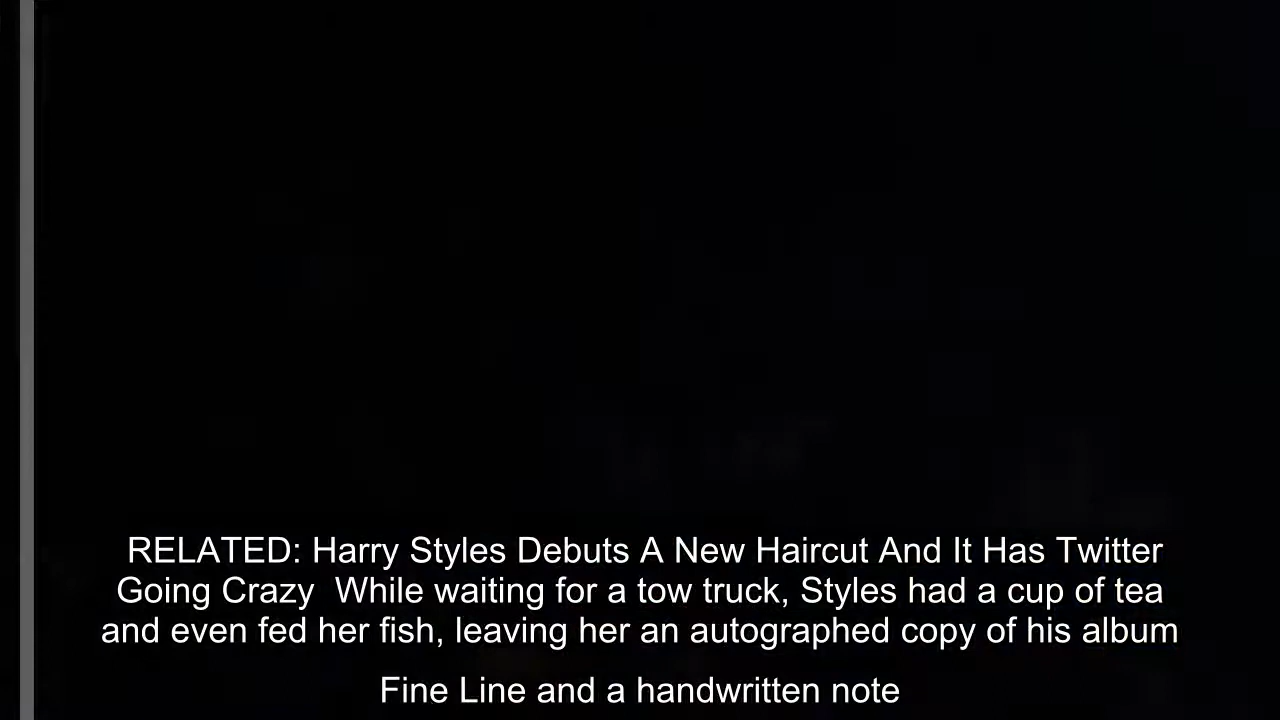 RELATED: Harry Styles Debuts A New Haircut And It Has Twitter
Going Crazy  While waiting for a tow truck, Styles had a cup of tea
and even fed her fish, leaving her an autographed copy of his album
Fine Line and a handwritten note